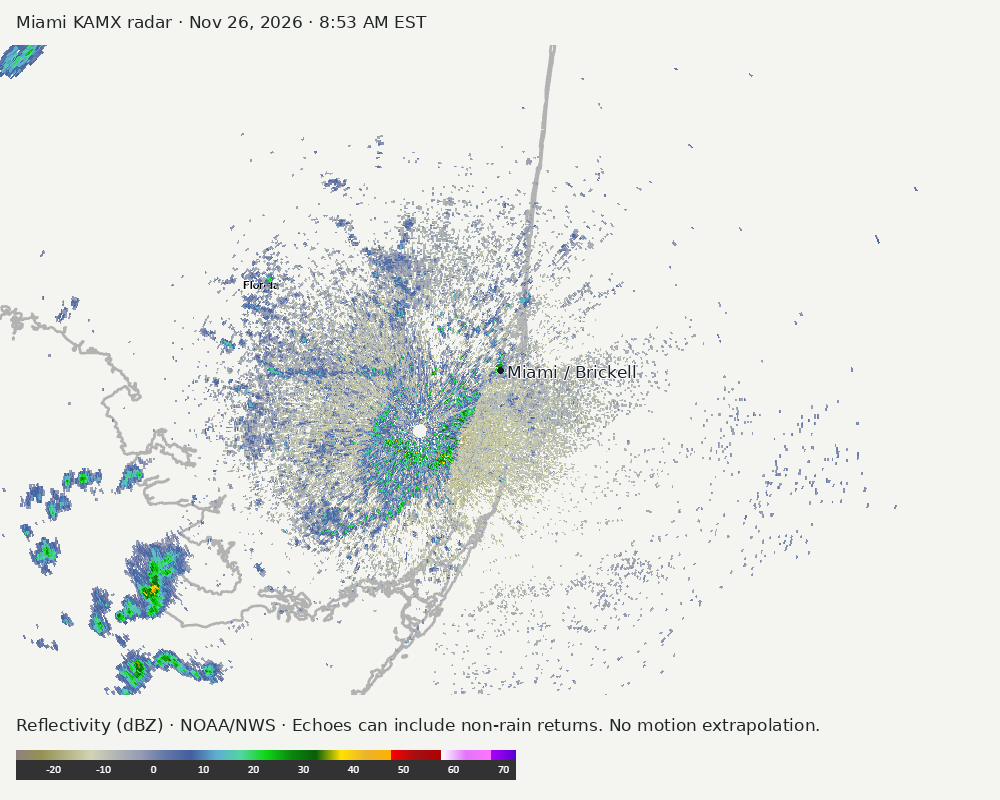 Miami KAMX radar · Nov 26, 2026 · 8:53 AM EST
Florida
Miami / Brickell
Reflectivity (dBZ) · NOAA/NWS · Echoes can include non-rain returns. No motion extrapolation.
-20 -10 0 10 20 30 40 50 60 70